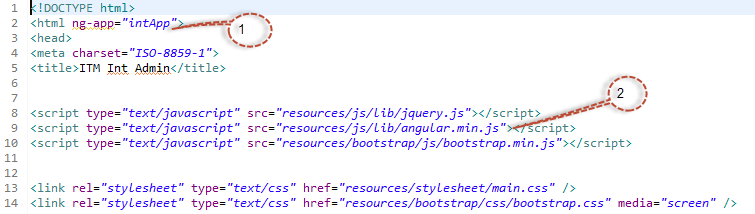 1 <!DOCTYPE html>
2 <html ng-app="intApp">
1
3 <head>
4 <meta charset="ISO-8859-1">
5 <title>ITM Int Admin</title>
6
7
8 <script type="text/javascript" src="resources/js/lib/jquery.js"></script>
2
9 <script type="text/javascript" src="resources/js/lib/angular.min.js"></script>
10 <script type="text/javascript" src="resources/bootstrap/js/bootstrap.min.js"></script>
11
12
13 <link rel="stylesheet" type="text/css" href="resources/stylesheet/main.css" />
14 <link rel="stylesheet" type="text/css" href="resources/bootstrap/css/bootstrap.css" media="screen" />